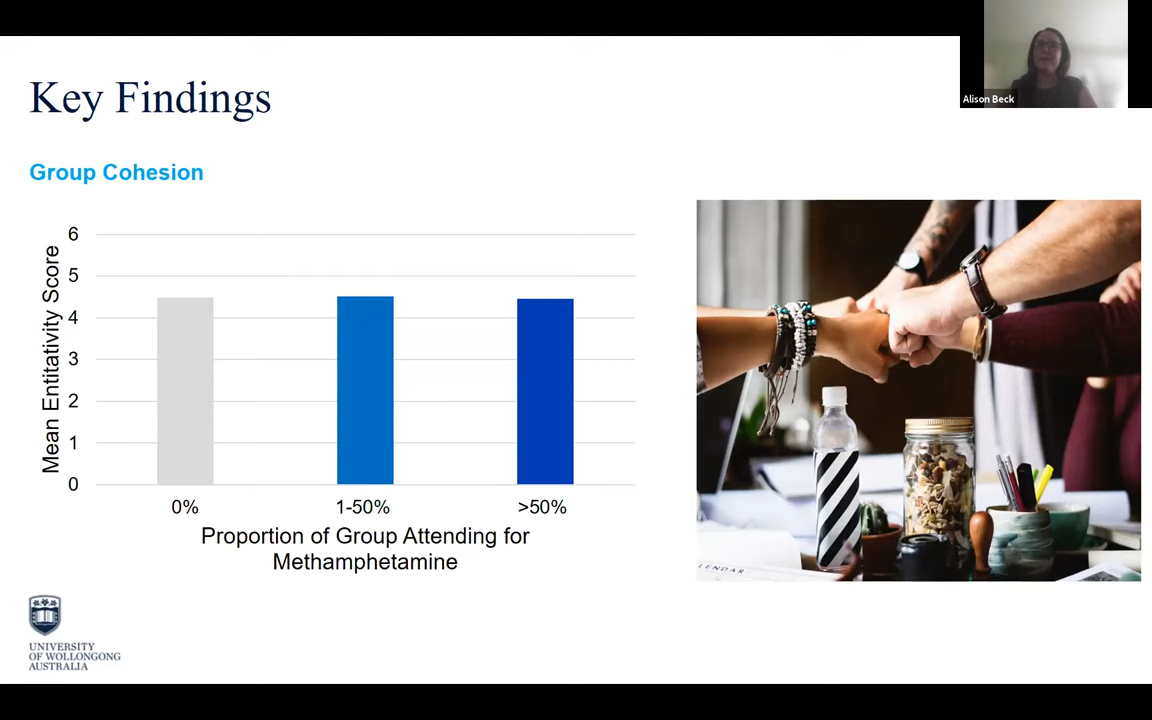 Alison Beck
Key Findings
Group Cohesion
Mean Entitativity Score
6
5
4
3
2
1
0
0%
1-50%
>50%
Proportion of Group Attending for
Methamphetamine
LENDAR
UNIVERSITY
OF WOLLONGONG
AUSTRALIA